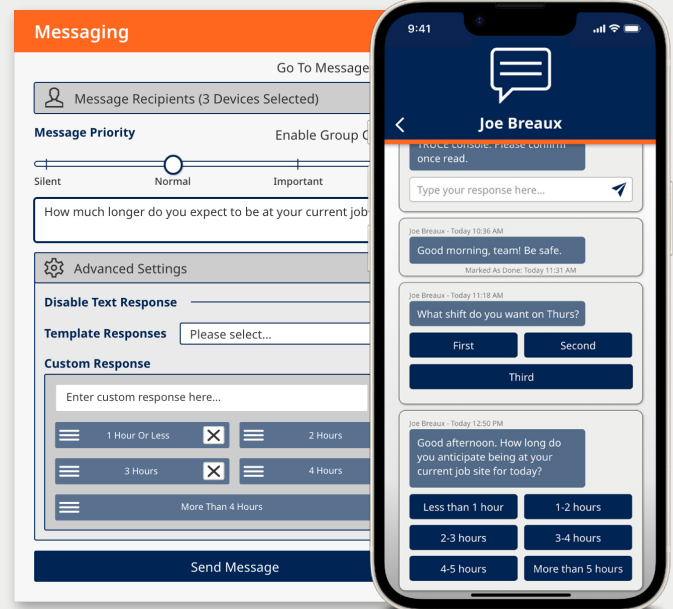 Messaging
Go To Message
Message Recipients (3 Devices Selected)
Message Priority
Enable Group
Silent
Normal
Important
How much longer do you expect to be at your current job
Advanced Settings
Disable Text Response
Template Responses
Please select...
Custom Response
Enter custom response here...
1 Hour Or Less
2 Hours
3 Hours
4 Hours
More Than 4 Hours
Send Message
9:41
Joe Breaux
TRUCE console. Please confirm
once read.
Type your response here...
Joe Breaux - Today 10:36 AM
Good morning, team! Be safe.
Marked As Done: Today 11:31 AM
Joe Breaux - Today 11:18 AM
What shift do you want on Thurs?
First
Second
Third
Joe Breaux - Today 12:50 PM
Good afternoon. How long do
you anticipate being at your
current job site for today?
Less than 1 hour
1-2 hours
2-3 hours
3-4 hours
4-5 hours
More than 5 hours